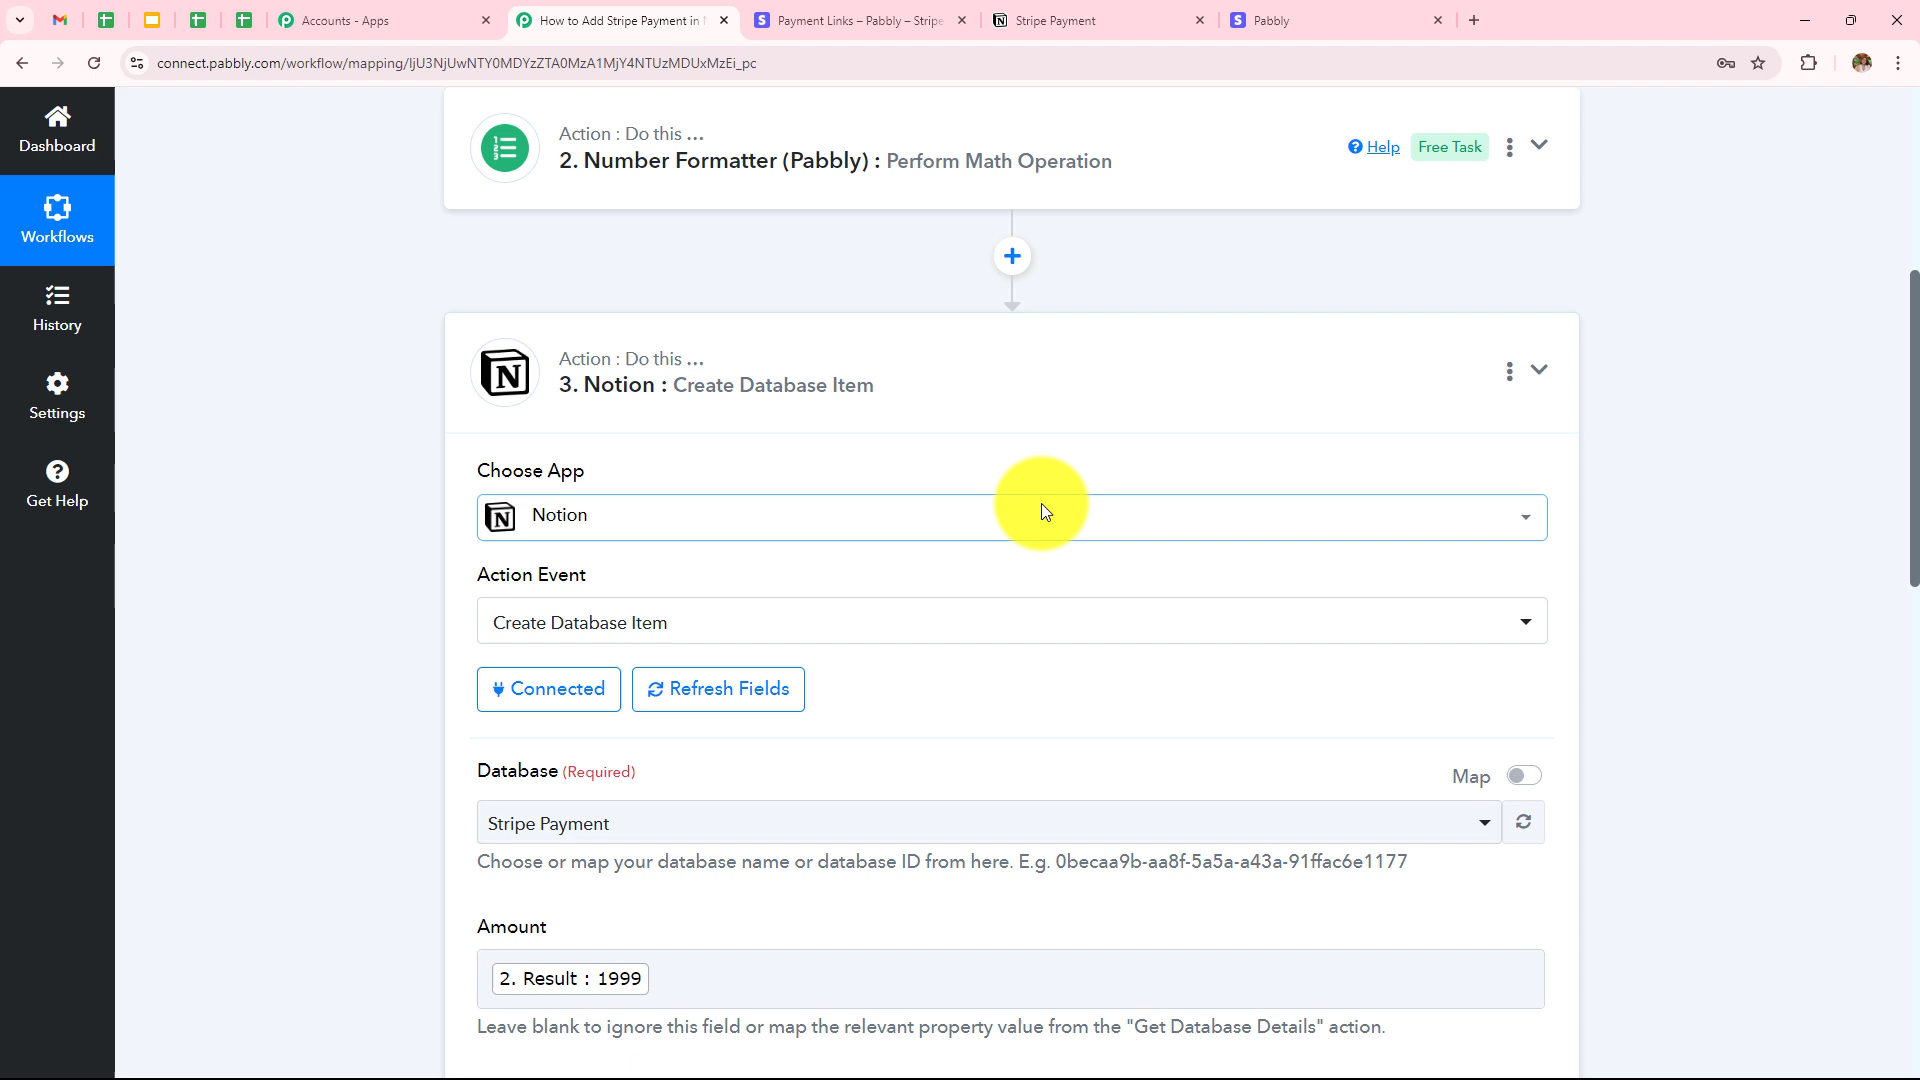 Accounts - Apps
How to Add Stripe Payment in
Payment Links – Pabbly – Stripe
Stripe Payment
Pabbly
connect.pabbly.com/workflow/mapping/IjU3NjUwNTY0MDYzZTA0MzA1MjY4NTUzMDUxMzEi_pc
Dashboard
Workflows
History
Settings
Get Help
Action : Do this ...
2. Number Formatter (Pabbly) : Perform Math Operation
Help
Free Task
Action : Do this ...
3. Notion : Create Database Item
Choose App
Notion
Action Event
Create Database Item
Connected
Refresh Fields
Database (Required)
Map
Stripe Payment
Choose or map your database name or database ID from here. E.g. 0becaa9b-aa8f-5a5a-a43a-91ffac6e1177
Amount
2. Result : 1999
Leave blank to ignore this field or map the relevant property value from the "Get Database Details" action.